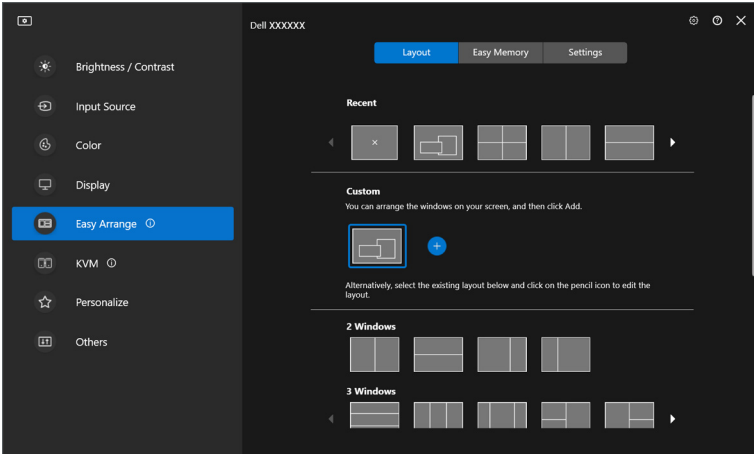 Dell XXXXXX
Layout
Easy Memory
Settings
Brightness / Contrast
Input Source
Color
Display
Easy Arrange
KVM
Personalize
Others
Recent
Custom
You can arrange the windows on your screen, and then click Add.
Alternatively, select the existing layout below and click on the pencil icon to edit the
layout.
2 Windows
3 Windows